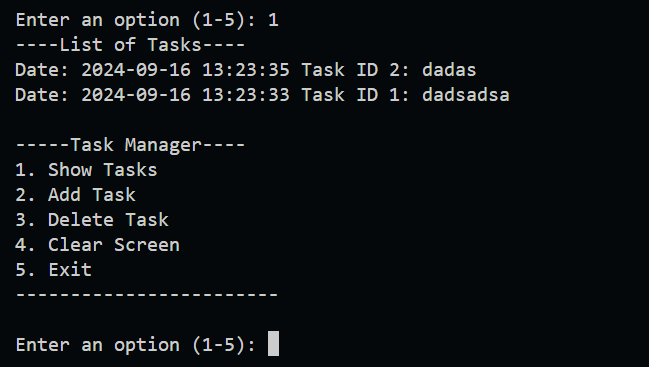 Enter an option (1-5): 1
----List of Tasks----
Date: 2024-09-16 13:23:35 Task ID 2: dadas
Date: 2024-09-16 13:23:33 Task ID 1: dadsadsa
-----Task Manager----
1. Show Tasks
2. Add Task
3. Delete Task
4. Clear Screen
5. Exit
------------------------
Enter an option (1-5):